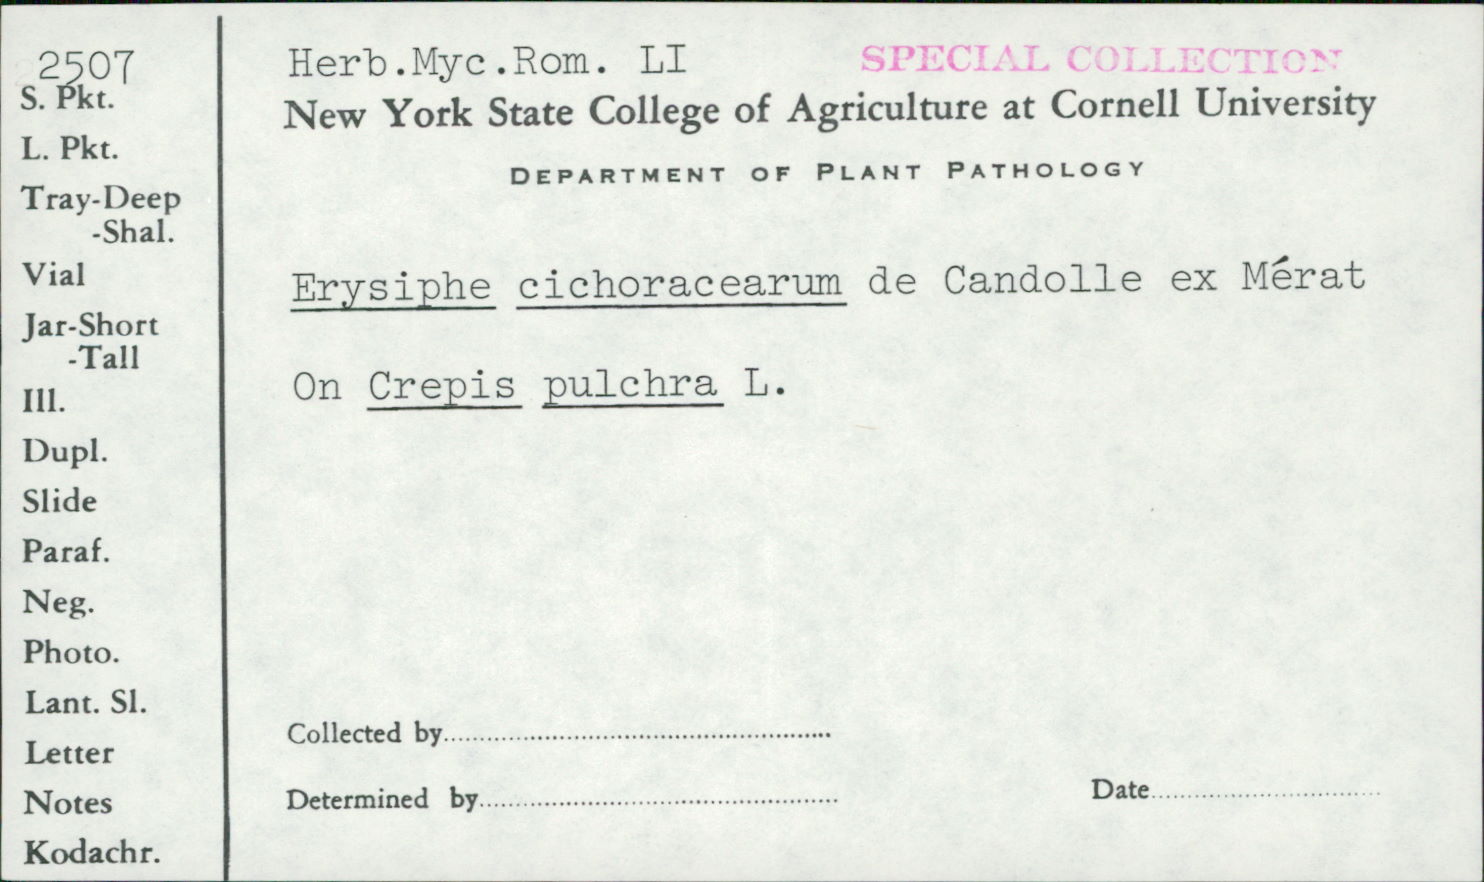 2507
S. Pkt.
L. Pkt.
Tray-Deep
-Shal.
Vial
Jar-Short
-Tall
Ill.
Dupl.
Slide
Paraf.
Neg.
Photo.
Lant. Sl.
Letter
Notes
Kodachr.
Herb.Myc.Rom. LI
SPECIAL COLLECTION
New York State College of Agriculture at Cornell University
DEPARTMENT OF PLANT PATHOLOGY
Erysiphe cichoracearum de Candolle ex Mérat
On Crepis pulchra L.
Collected by
Determined by
Date